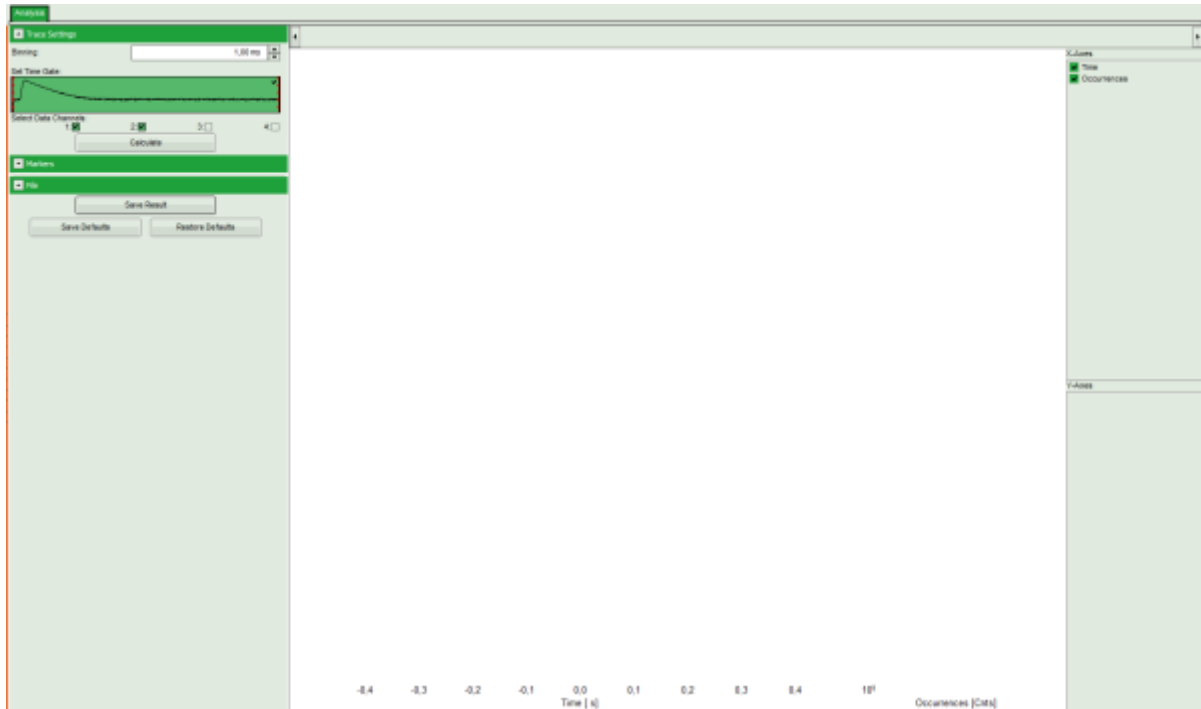 Analysis
Trace Settings
Binning: 1,00 ms
Set Time Gate:
Select Data Channels:
1: 2: 3: 4:
Calculate
Markers
File
Save Result
Save Defaults Restore Defaults
-0,4 -0,3 -0,2 -0,1 0,0 0,1 0,2 0,3 0,4 10⁰
Time [s] Occurrences [Cnts]
X-Axes
Time
Occurrences
Y-Axes